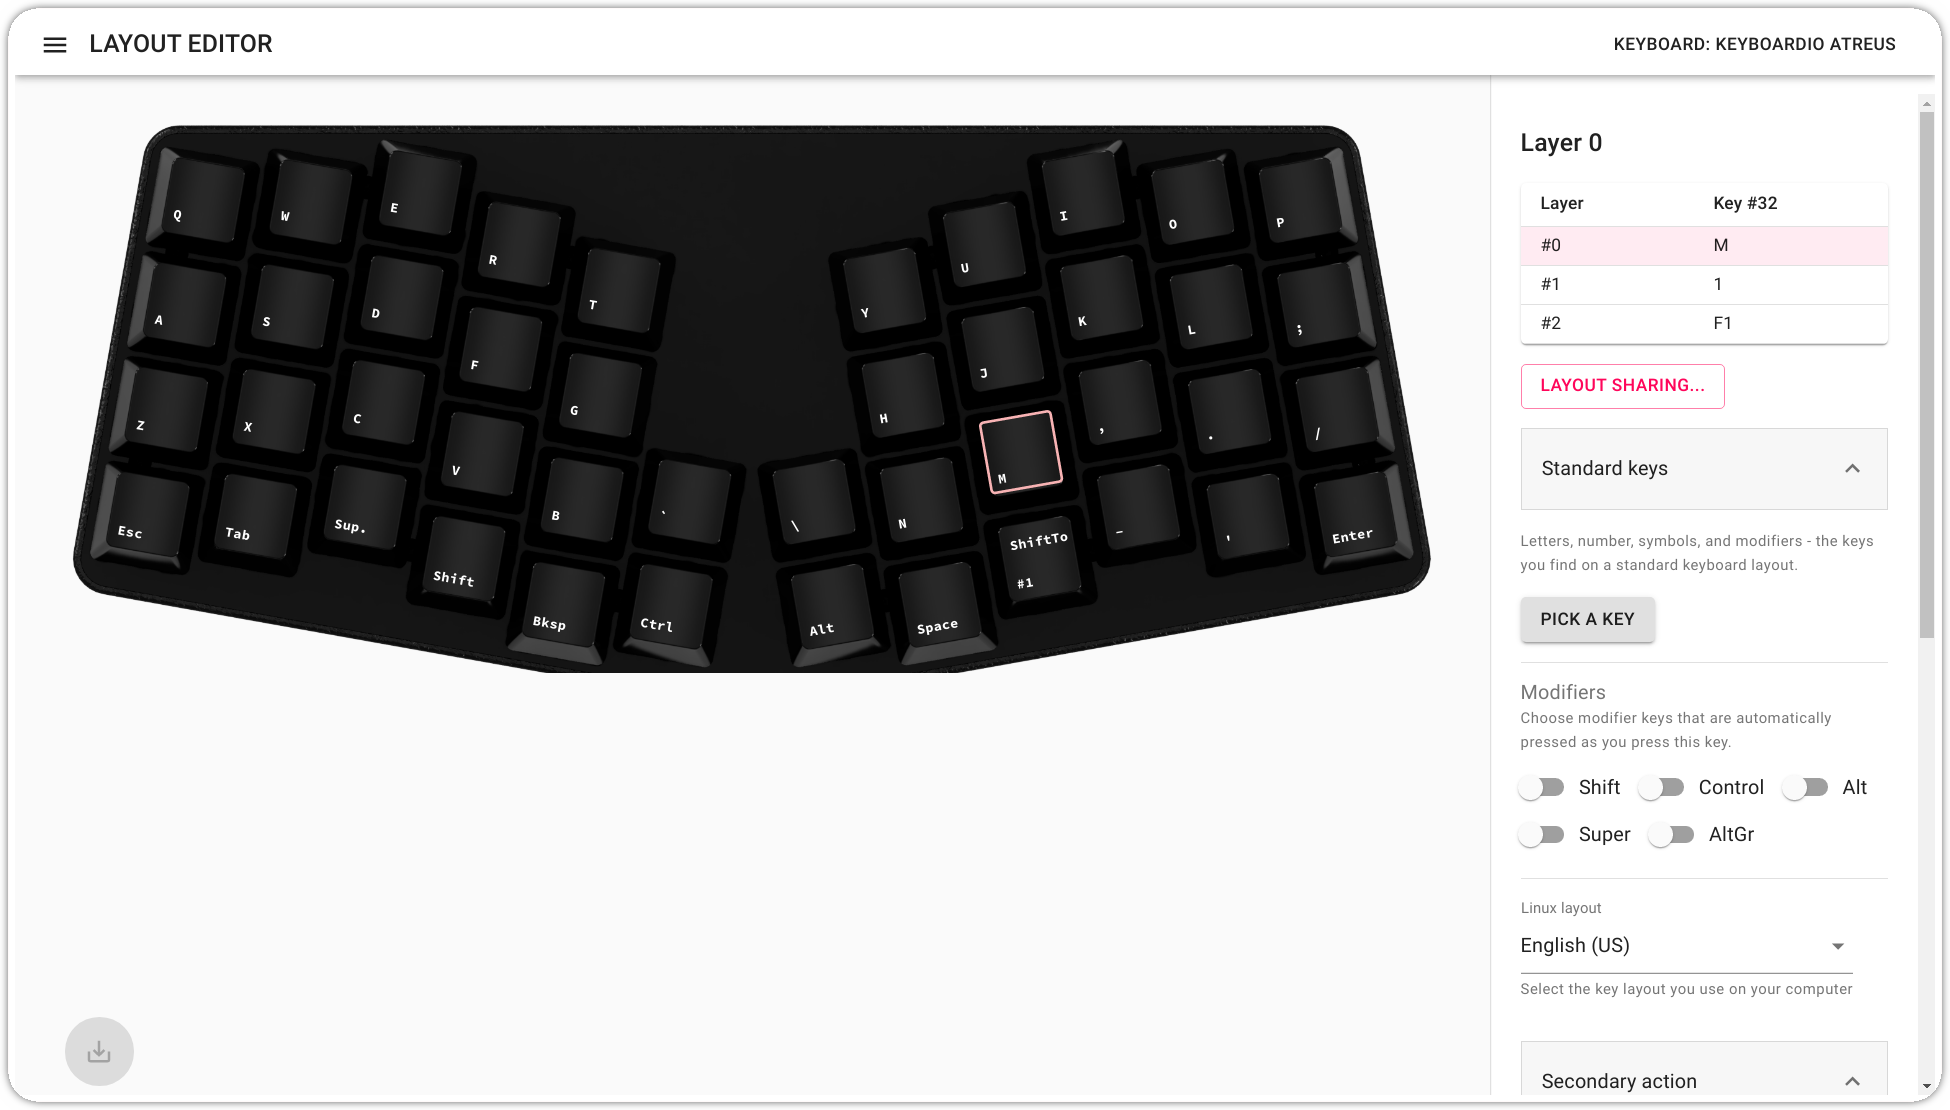 LAYOUT EDITOR
KEYBOARD: KEYBOARDIO ATREUS
Q W E R T Y U I O P
A S D F G H J K L ;
Z X C V B ` \ N M , . /
Esc Tab Sup. Shift Bksp Ctrl Alt Space ShiftTo #1 - ' Enter
Layer 0
Layer Key #32
#0 M
#1 1
#2 F1
LAYOUT SHARING...
Standard keys
Letters, number, symbols, and modifiers - the keys
you find on a standard keyboard layout.
PICK A KEY
Modifiers
Choose modifier keys that are automatically
pressed as you press this key.
Shift Control Alt
Super AltGr
Linux layout
English (US)
Select the key layout you use on your computer
Secondary action